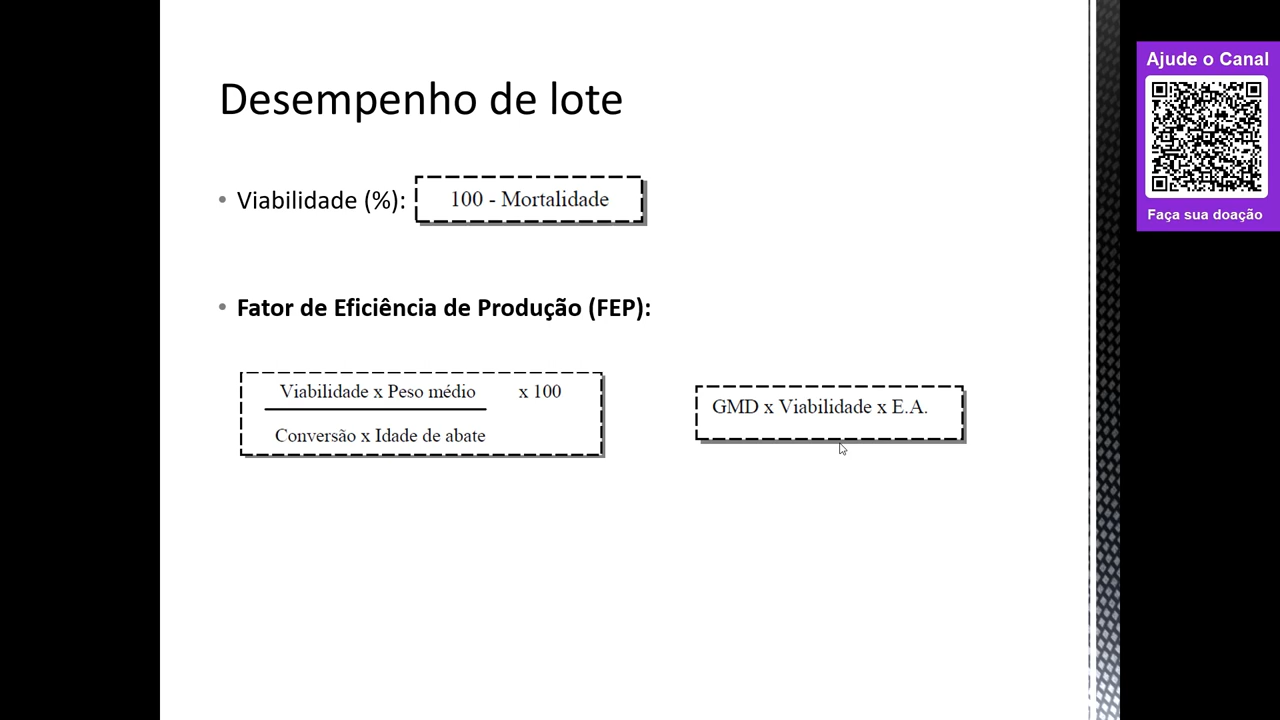 Desempenho de lote
• Viabilidade (%):
100 - Mortalidade
• Fator de Eficiência de Produção (FEP):
Viabilidade x Peso médio x 100
Conversão x Idade de abate
GMD x Viabilidade x E.A.
Ajude o Canal
Faça sua doação